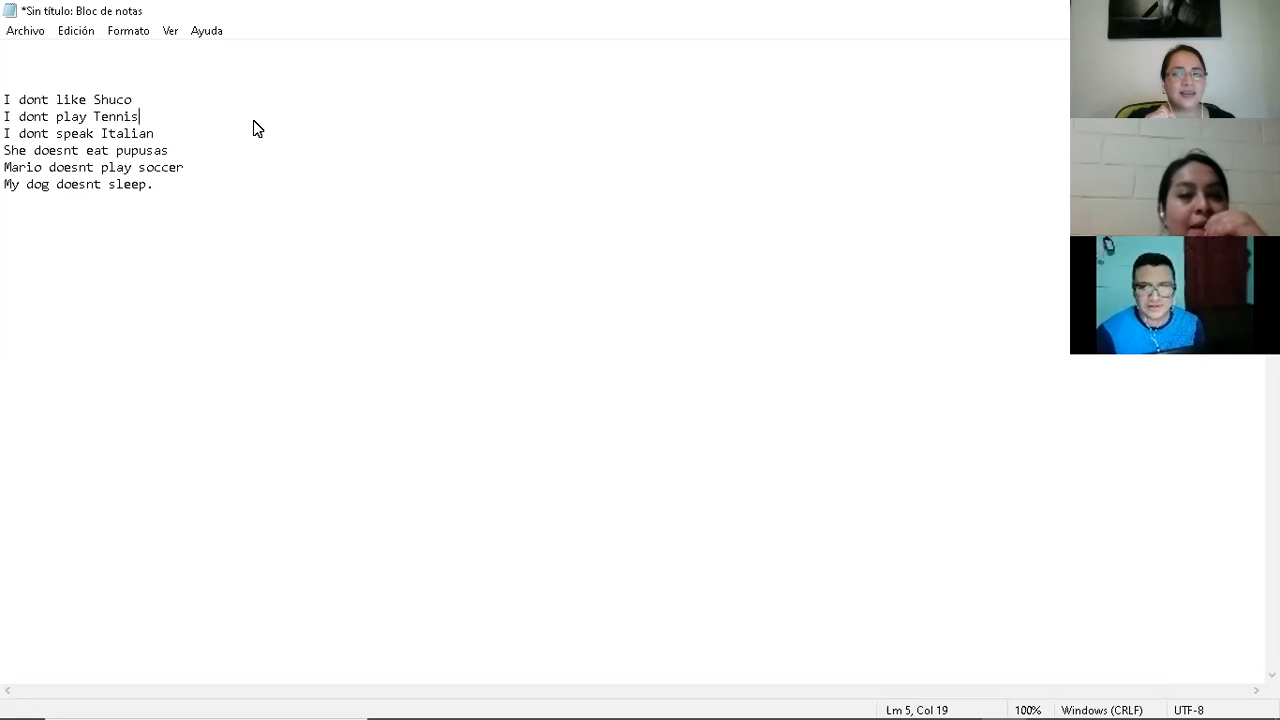 *Sin título: Bloc de notas
Archivo Edición Formato Ver Ayuda
I dont like Shuco
I dont play Tennis
I dont speak Italian
She doesnt eat pupusas
Mario doesnt play soccer
My dog doesnt sleep.
Lm 5, Col 19 100% Windows (CRLF) UTF-8